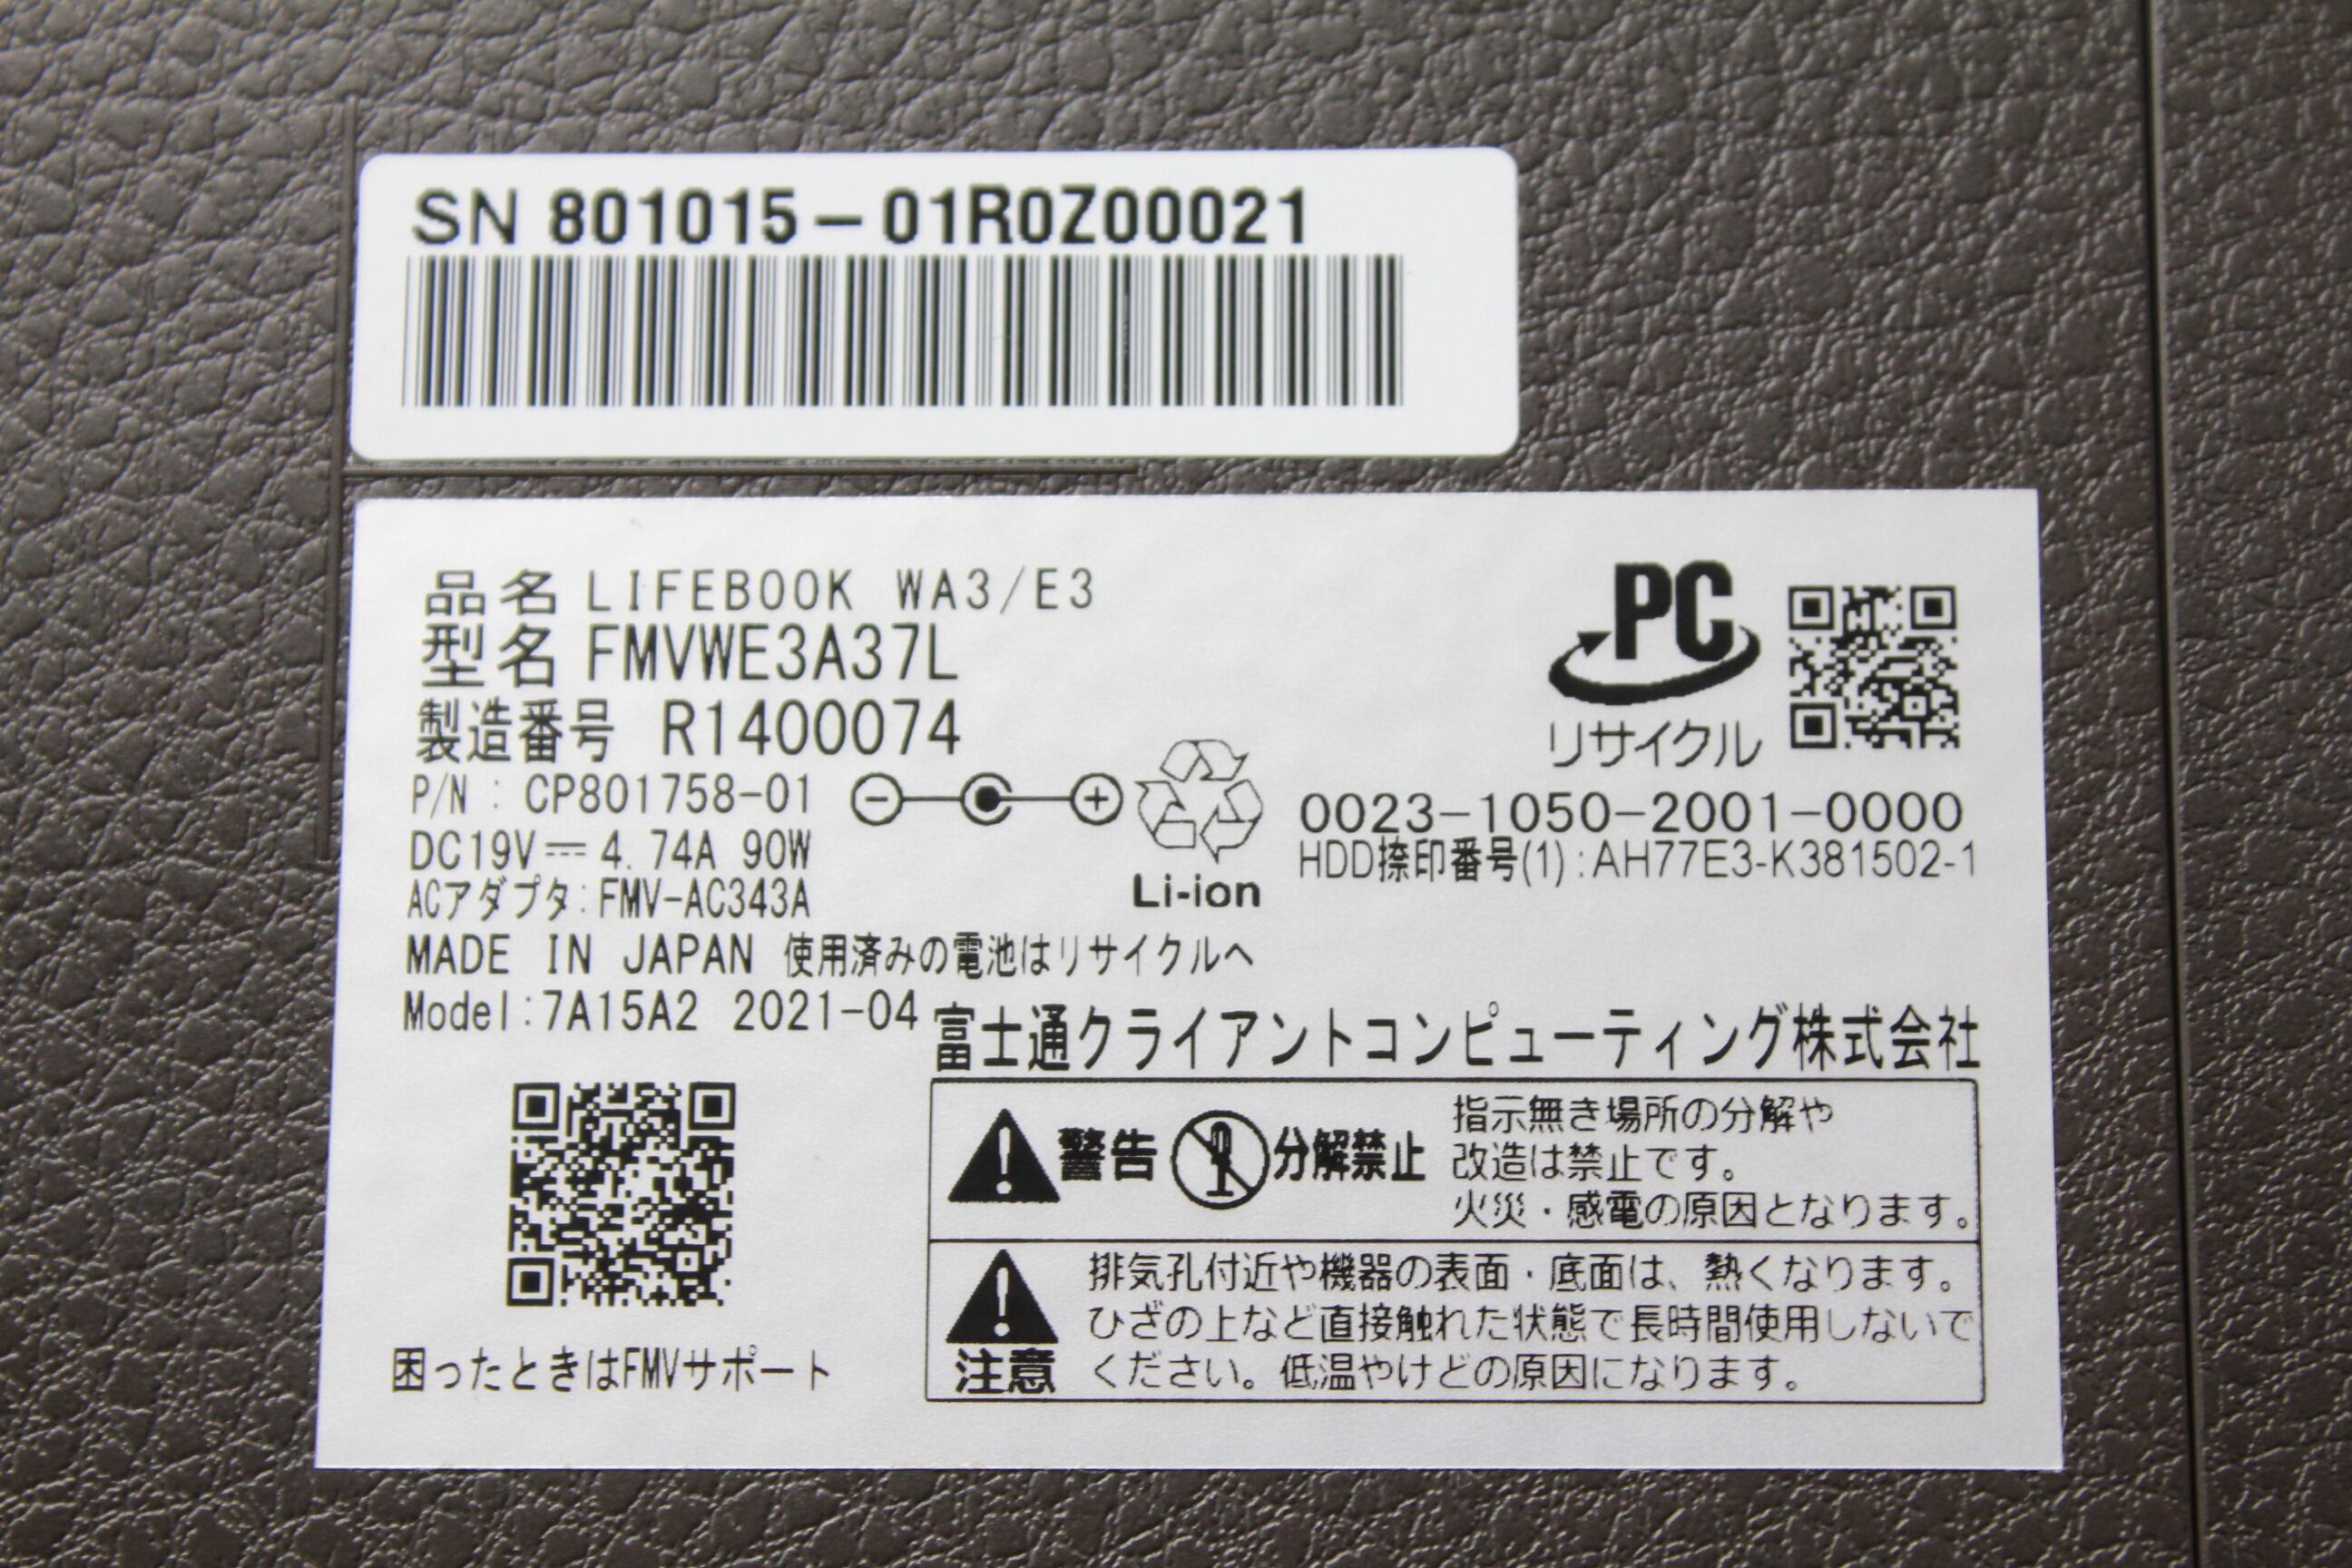 SN 801015-01R0Z00021
品名 LIFEBOOK WA3/E3
型名 FMVWE3A37L
製造番号 R1400074
P/N : CP801758-01
DC19V⎓4.74A 90W
ACアダプタ:FMV-AC343A
Li-ion
PC
リサイクル
0023-1050-2001-0000
HDD捺印番号(1):AH77E3-K381502-1
MADE IN JAPAN 使用済みの電池はリサイクルへ
Model:7A15A2 2021-04
富士通クライアントコンピューティング株式会社
警告 分解禁止
指示無き場所の分解や
改造は禁止です。
火災・感電の原因となります。
注意
排気孔付近や機器の表面・底面は、熱くなります。
ひざの上など直接触れた状態で長時間使用しないで
ください。低温やけどの原因になります。
困ったときはFMVサポート